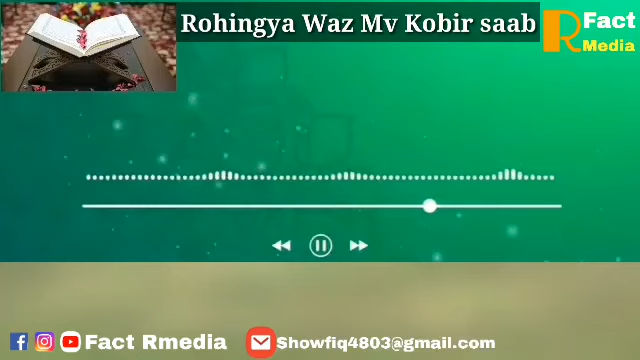 Rohingya Waz Mv Kobir saab
R Fact
Media
Fact Rmedia
Showfiq4803@gmail.com